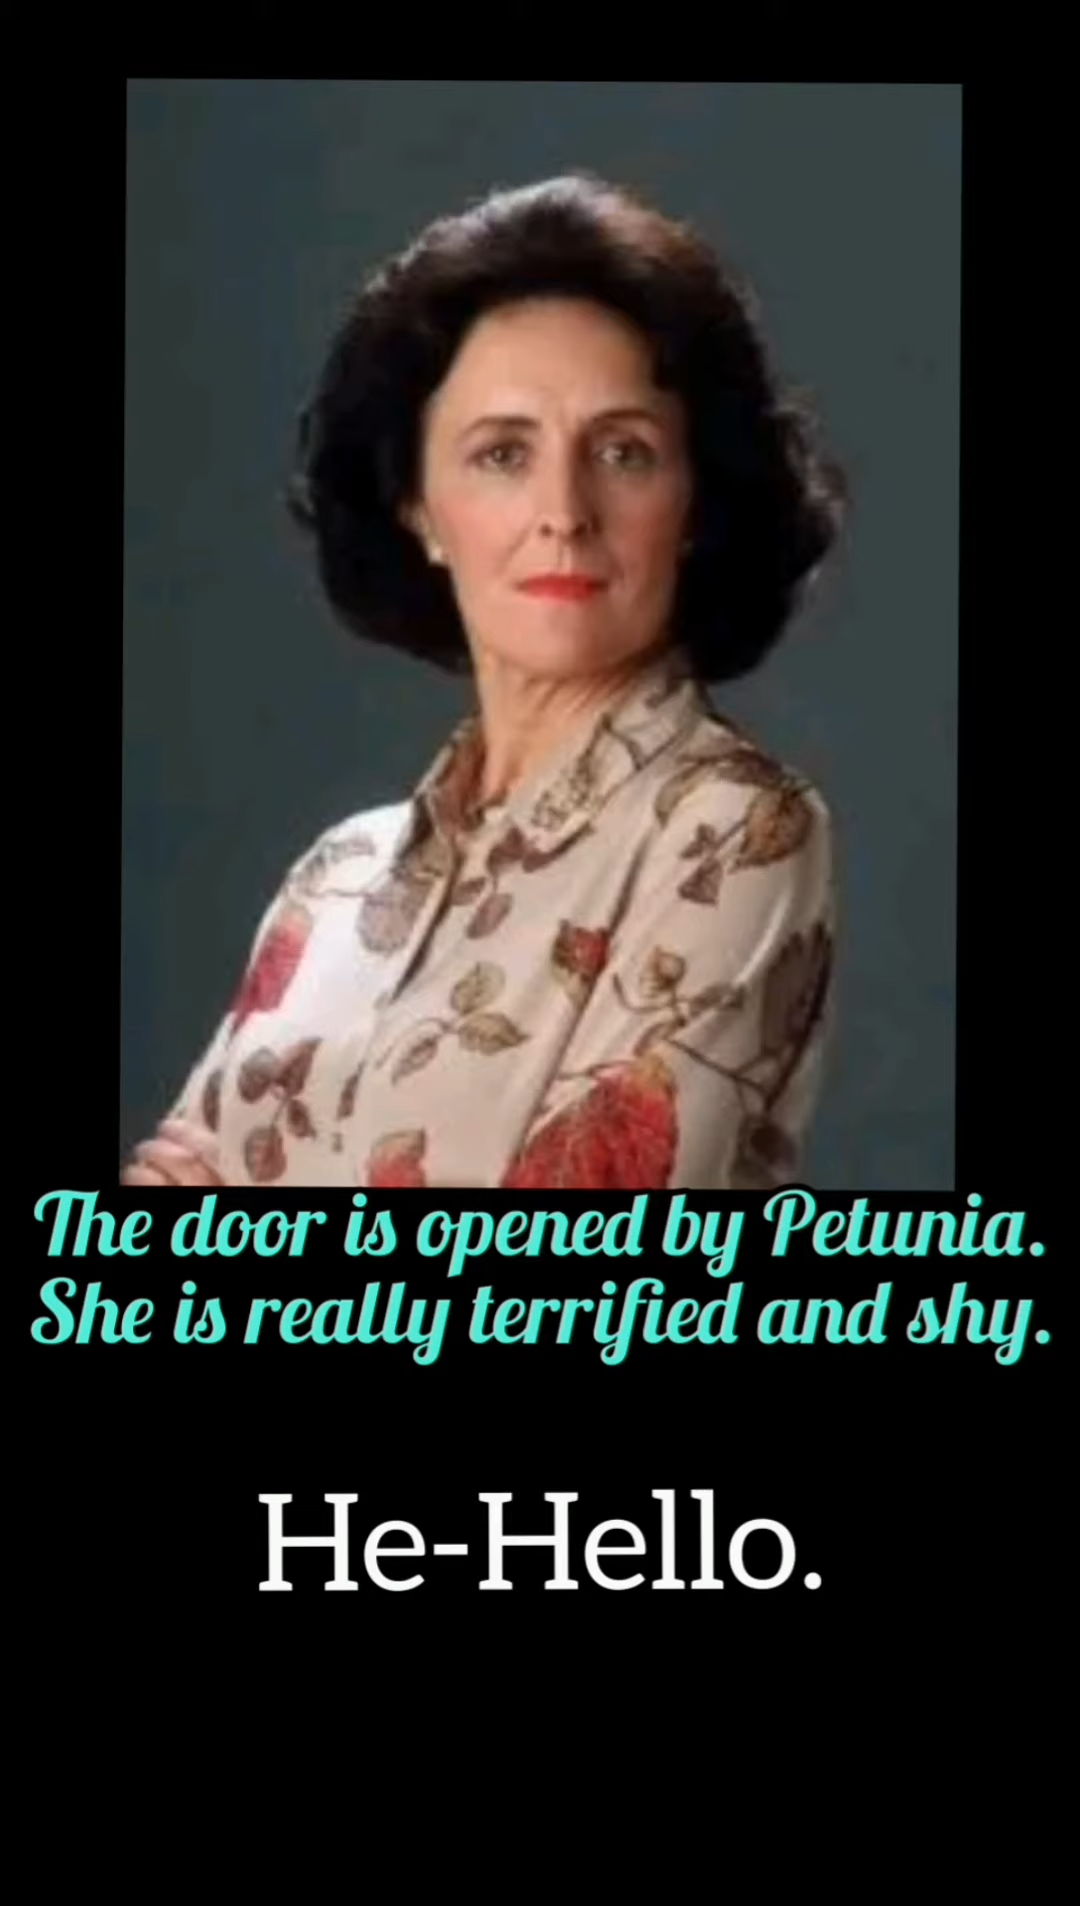 The door is opened by Petunia.
She is really terrified and shy.
He-Hello.